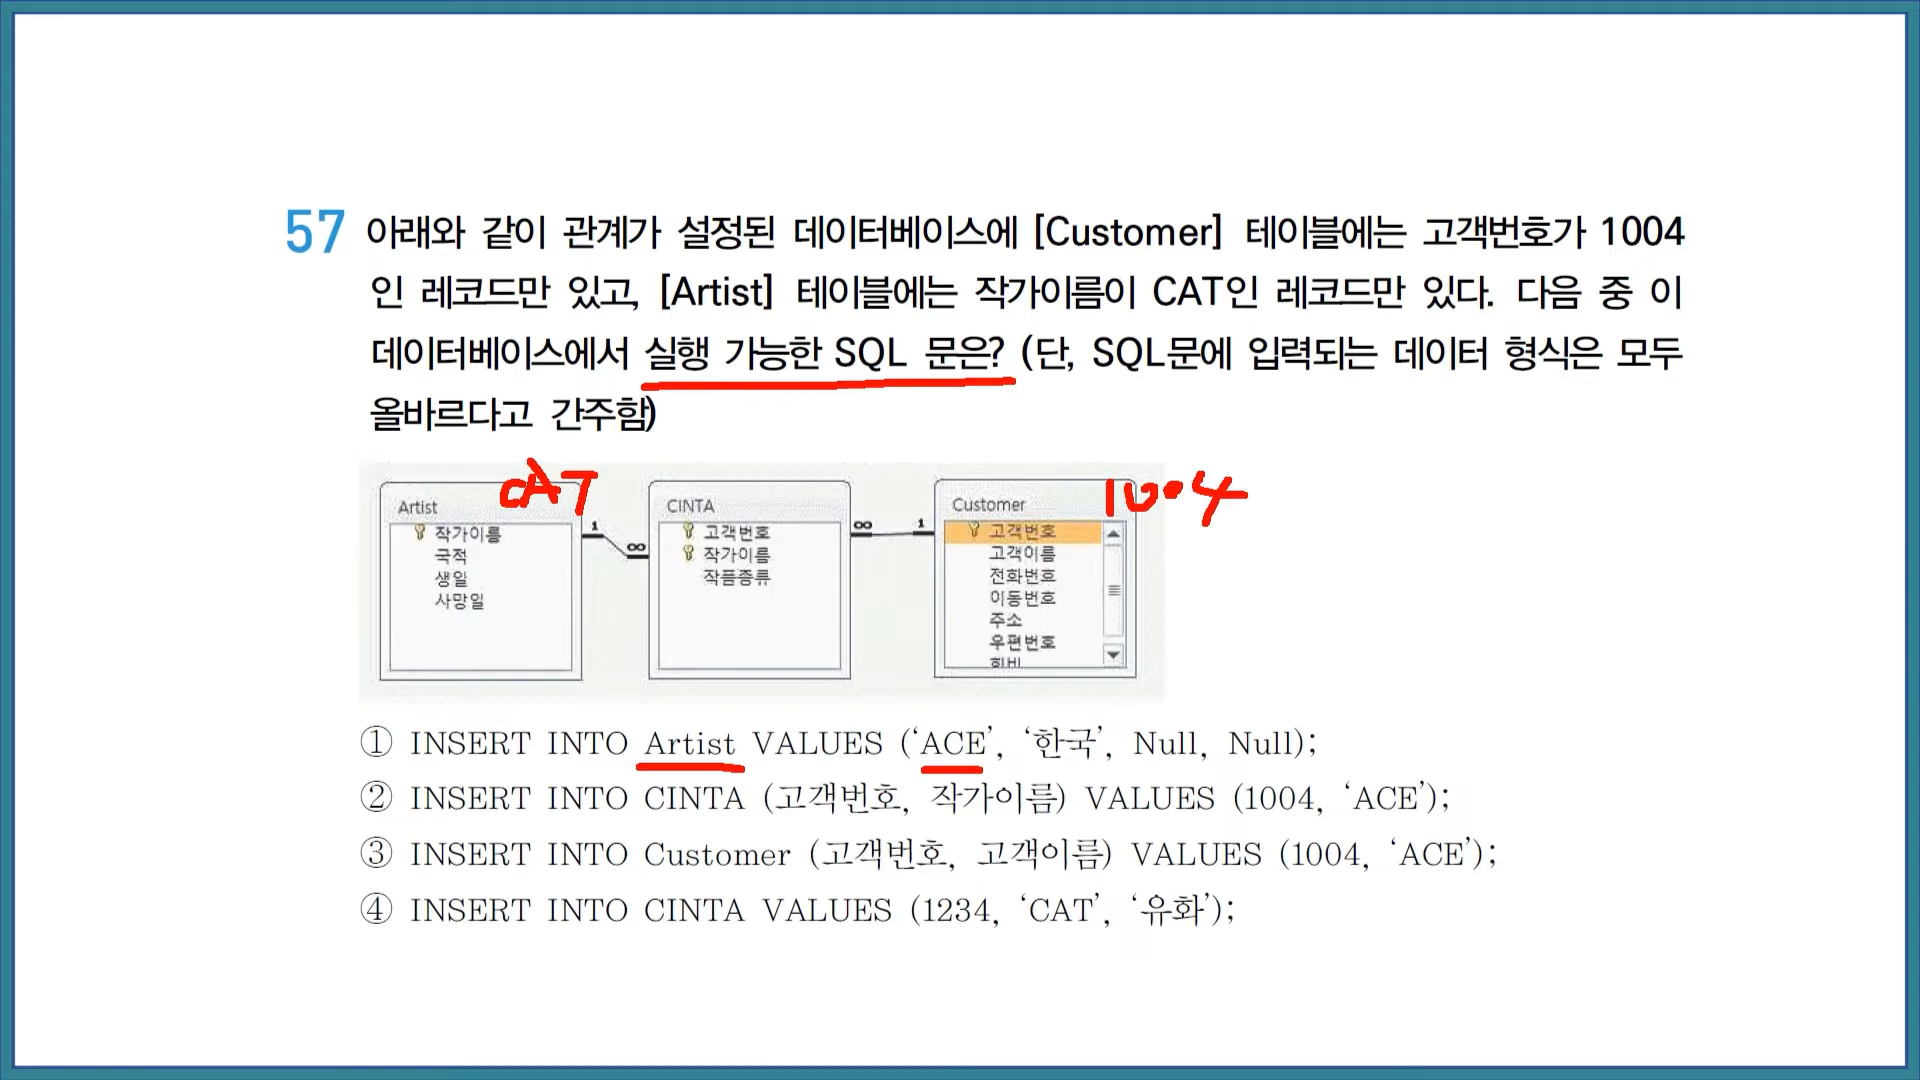 57 아래와 같이 관계가 설정된 데이터베이스에 [Customer] 테이블에는 고객번호가 1004
인 레코드만 있고, [Artist] 테이블에는 작가이름이 CAT인 레코드만 있다. 다음 중 이
데이터베이스에서 실행 가능한 SQL 문은? (단, SQL문에 입력되는 데이터 형식은 모두
올바르다고 간주함)
CAT
1004
Artist
작가이름
국적
생일
사망일
1
∞
CINTA
고객번호
작가이름
작품종류
∞
1
Customer
고객번호
고객이름
전화번호
이동번호
주소
우편번호
① INSERT INTO Artist VALUES (‘ACE’, ‘한국’, Null, Null);
② INSERT INTO CINTA (고객번호, 작가이름) VALUES (1004, ‘ACE’);
③ INSERT INTO Customer (고객번호, 고객이름) VALUES (1004, ‘ACE’);
④ INSERT INTO CINTA VALUES (1234, ‘CAT’, ‘유화’);